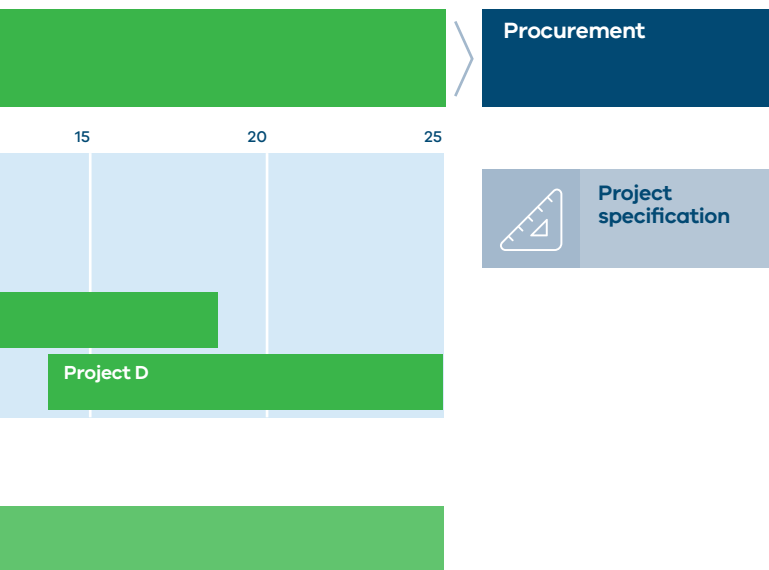 Procurement
15 20 25
Project
specification
Project D